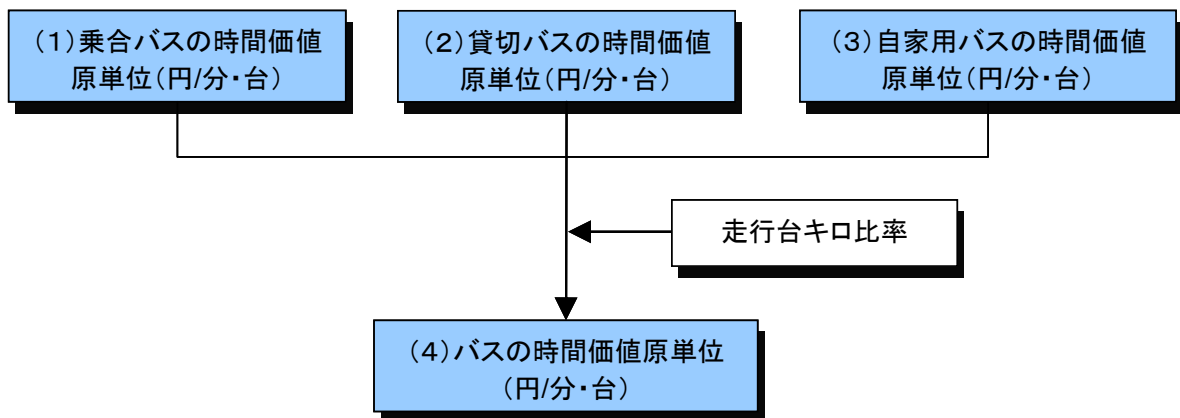 (1)乗合バスの時間価値
原単位(円/分・台)
(2)貸切バスの時間価値
原単位(円/分・台)
(3)自家用バスの時間価値
原単位(円/分・台)
走行台キロ比率
(4)バスの時間価値原単位
(円/分・台)